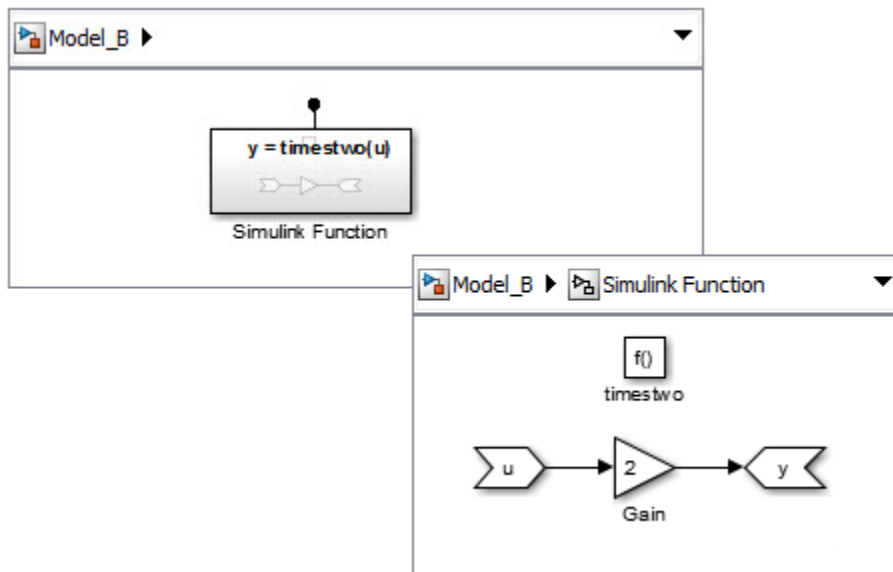 Model_B
y = timestwo(u)
Simulink Function
Model_B Simulink Function
f()
timestwo
u 2 y
Gain